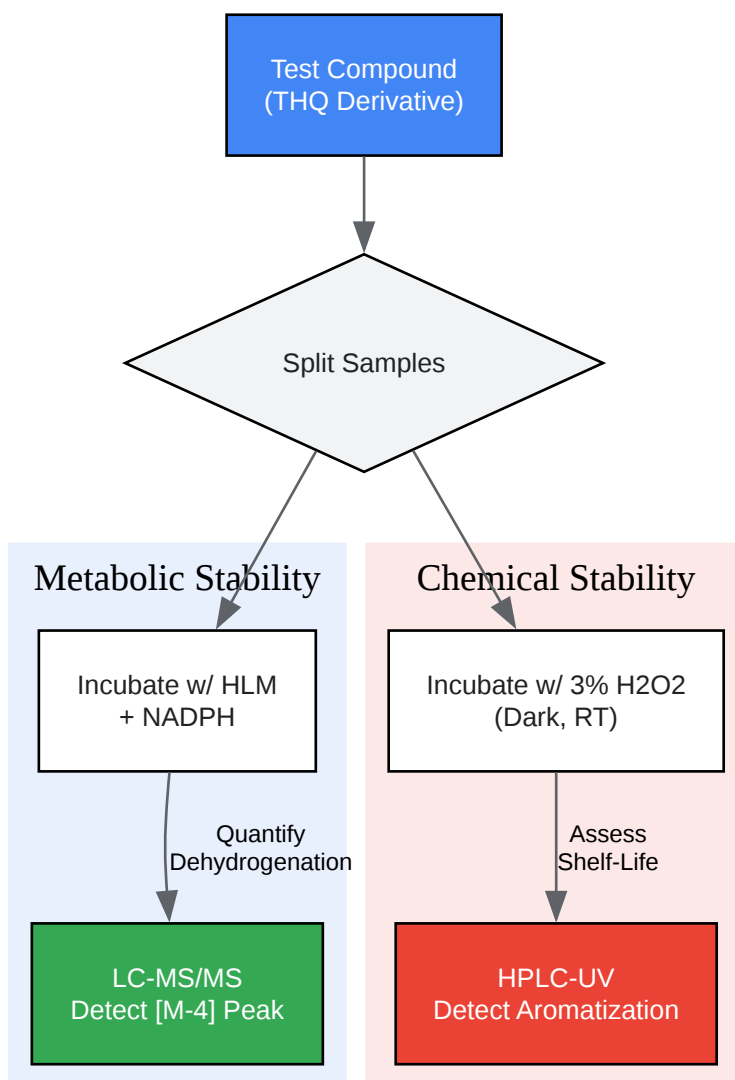 Test Compound
(THQ Derivative)
Split Samples
Metabolic Stability
Incubate w/ HLM
+ NADPH
Quantify
Dehydrogenation
LC-MS/MS
Detect [M-4] Peak
Chemical Stability
Incubate w/ 3% H2O2
(Dark, RT)
Assess
Shelf-Life
HPLC-UV
Detect Aromatization